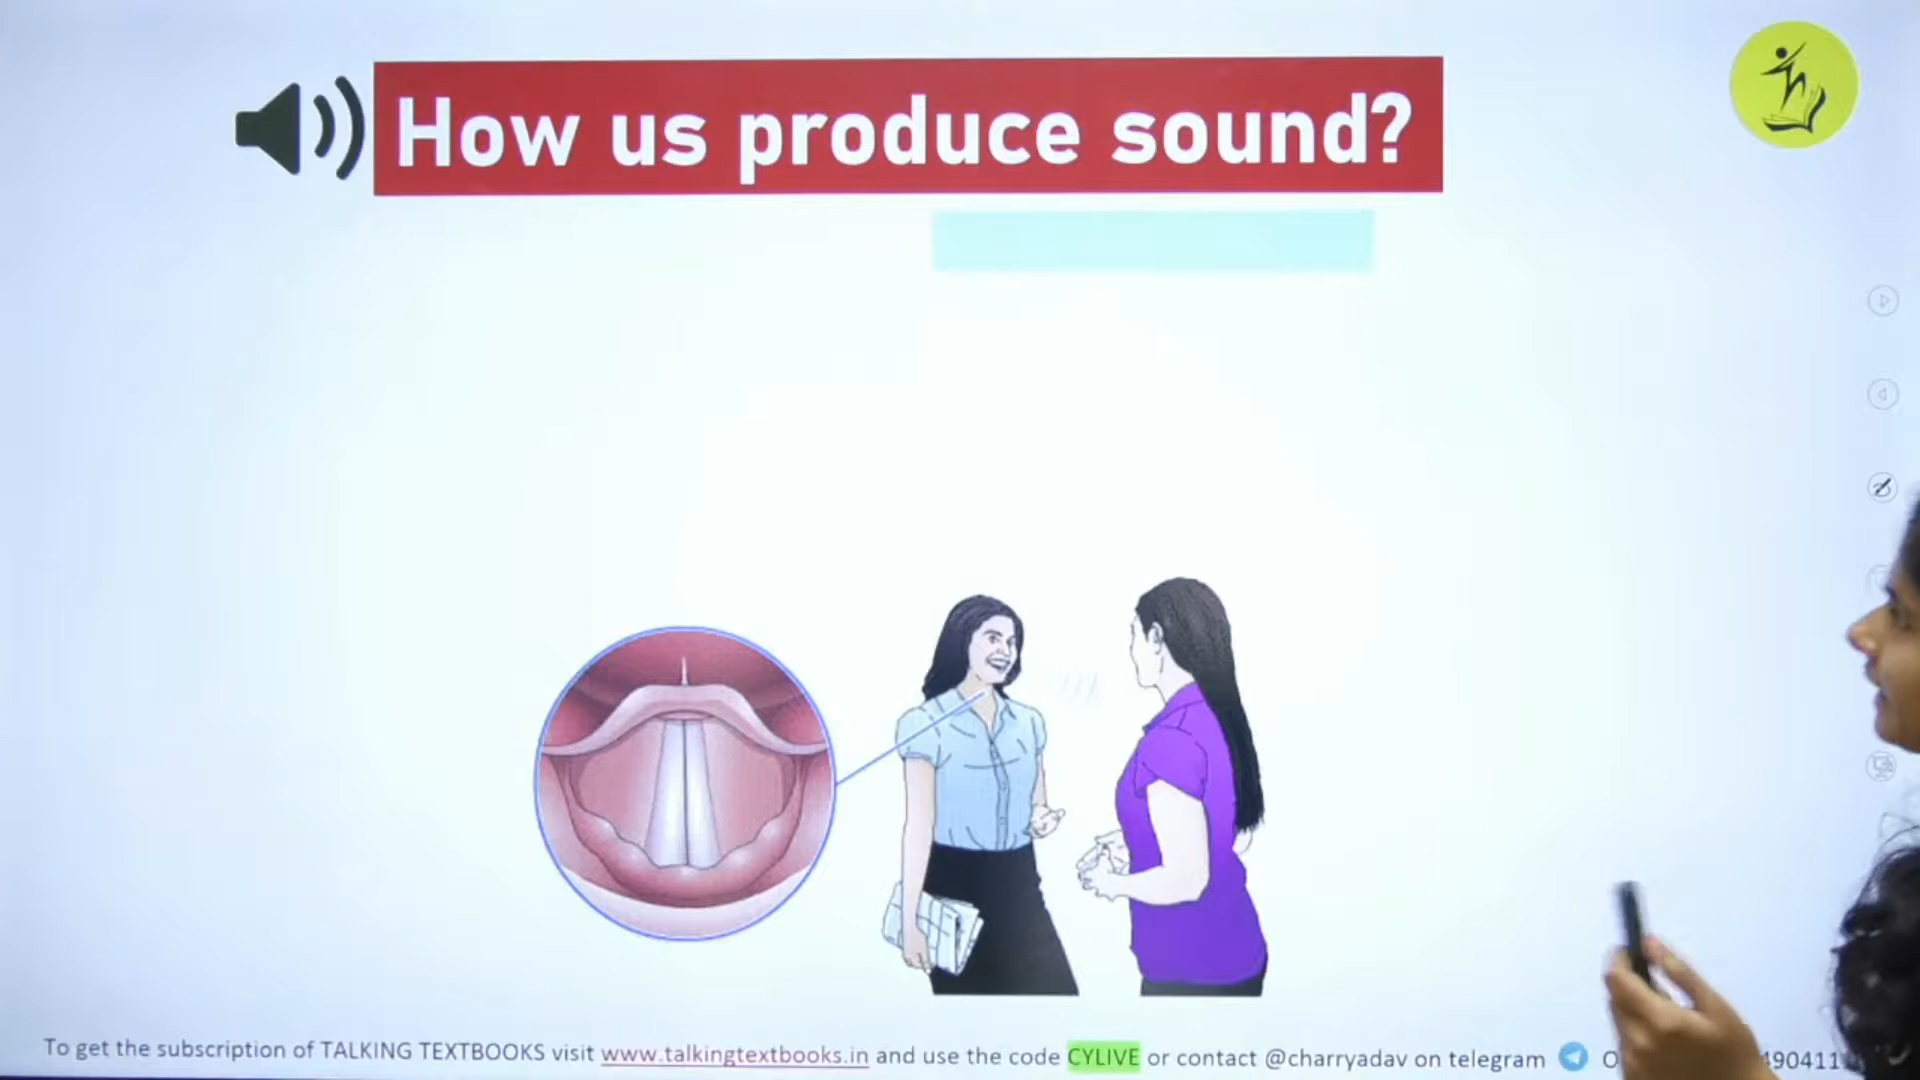 How us produce sound?
To get the subscription of TALKING TEXTBOOKS visit www.talkingtextbooks.in and use the code CYLIVE or contact @charryadav on telegram